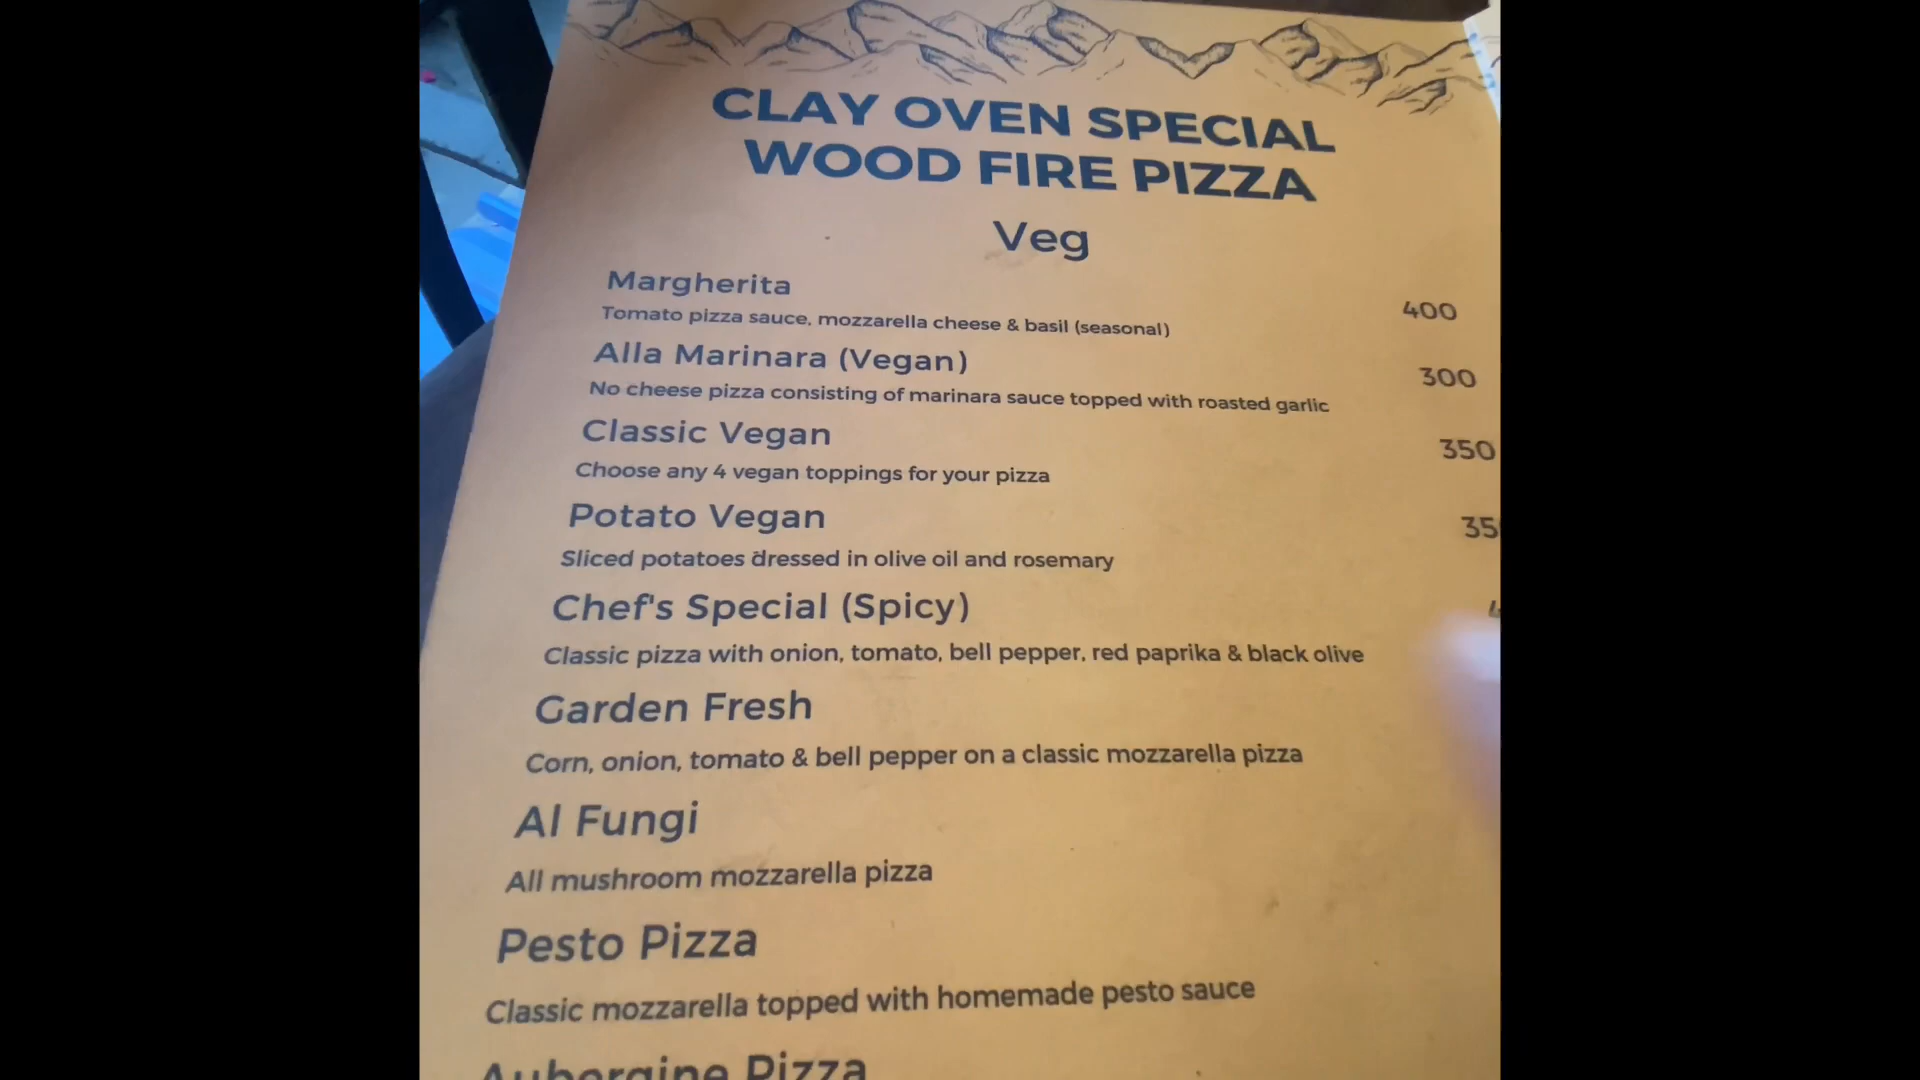 CLAY OVEN SPECIAL
WOOD FIRE PIZZA
Veg
Margherita 400
Tomato pizza sauce, mozzarella cheese & basil (seasonal)
Alla Marinara (Vegan) 300
No cheese pizza consisting of marinara sauce topped with roasted garlic
Classic Vegan 350
Choose any 4 vegan toppings for your pizza
Potato Vegan
Sliced potatoes dressed in olive oil and rosemary
Chef's Special (Spicy)
Classic pizza with onion, tomato, bell pepper, red paprika & black olive
Garden Fresh
Corn, onion, tomato & bell pepper on a classic mozzarella pizza
Al Fungi
All mushroom mozzarella pizza
Pesto Pizza
Classic mozzarella topped with homemade pesto sauce
Aubergine Pizza